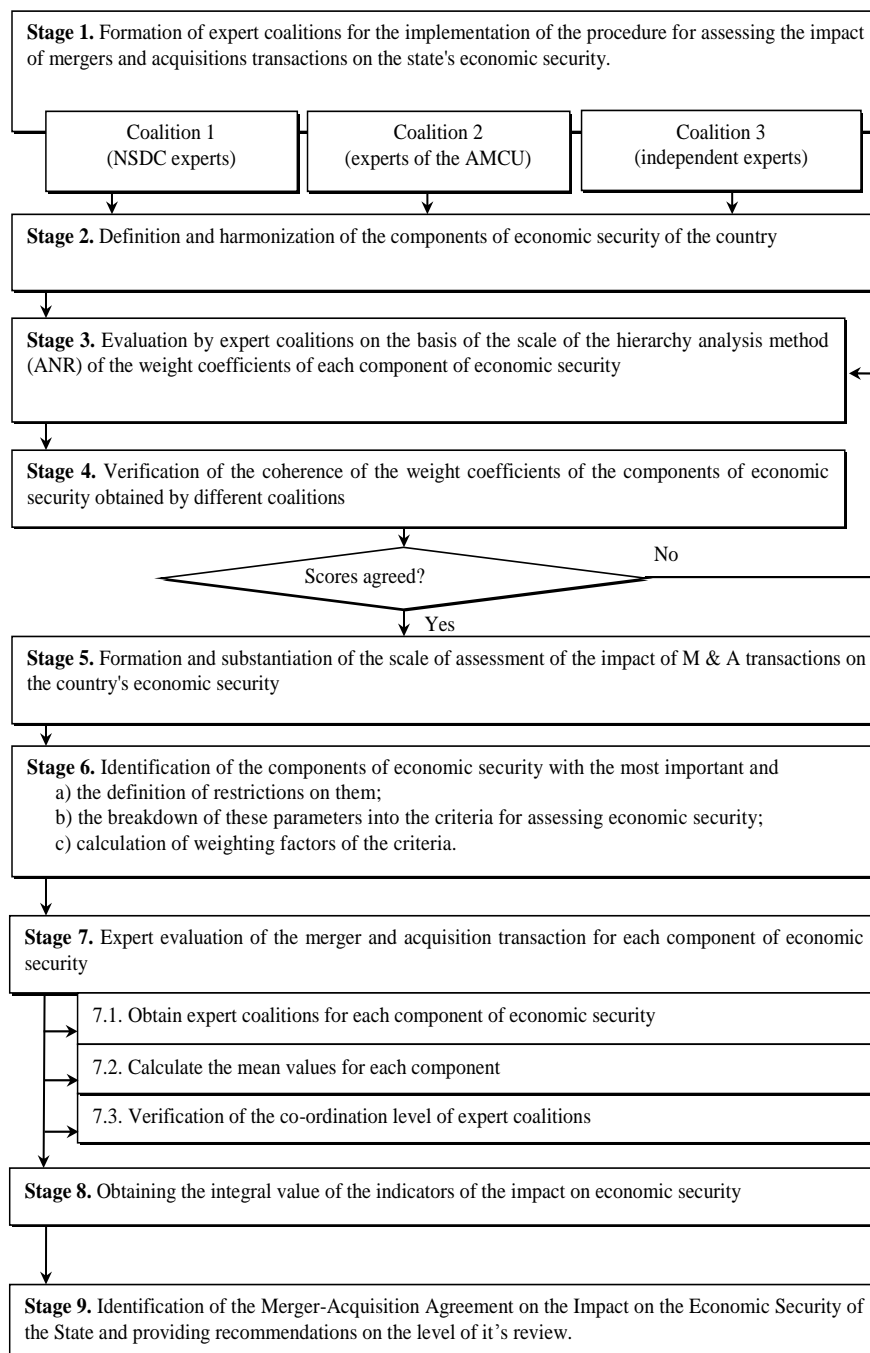 Stage 1. Formation of expert coalitions for the implementation of the procedure for assessing the impact
of mergers and acquisitions transactions on the state's economic security.
Coalition 1
(NSDC experts)
Coalition 2
(experts of the AMCU)
Coalition 3
(independent experts)
Stage 2. Definition and harmonization of the components of economic security of the country
Stage 3. Evaluation by expert coalitions on the basis of the scale of the hierarchy analysis method
(ANR) of the weight coefficients of each component of economic security
Stage 4. Verification of the coherence of the weight coefficients of the components of economic
security obtained by different coalitions
Scores agreed?
No
Yes
Stage 5. Formation and substantiation of the scale of assessment of the impact of M & A transactions on
the country's economic security
Stage 6. Identification of the components of economic security with the most important and
a) the definition of restrictions on them;
b) the breakdown of these parameters into the criteria for assessing economic security;
c) calculation of weighting factors of the criteria.
Stage 7. Expert evaluation of the merger and acquisition transaction for each component of economic
security
7.1. Obtain expert coalitions for each component of economic security
7.2. Calculate the mean values for each component
7.3. Verification of the co-ordination level of expert coalitions
Stage 8. Obtaining the integral value of the indicators of the impact on economic security
Stage 9. Identification of the Merger-Acquisition Agreement on the Impact on the Economic Security of
the State and providing recommendations on the level of it’s review.